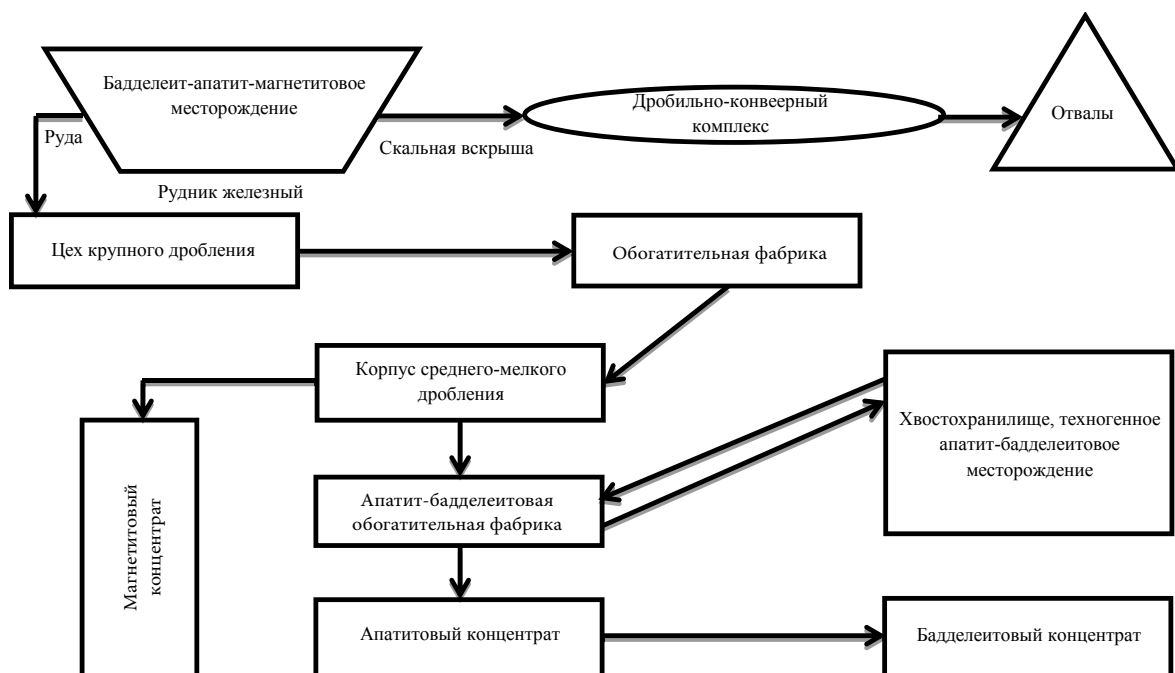 Бадделеит-апатит-магнетитовое
месторождение
Дробильно-конвеерный
комплекс
Отвалы
Руда
Скальная вскрыша
Рудник железный
Цех крупного дробления
Обогатительная фабрика
Корпус среднего-мелкого
дробления
Хвостохранилище, техногенное
апатит-бадделеитовое
месторождение
Магнетитовый
концентрат
Апатит-бадделеитовая
обогатительная фабрика
Апатитовый концентрат
Бадделеитовый концентрат